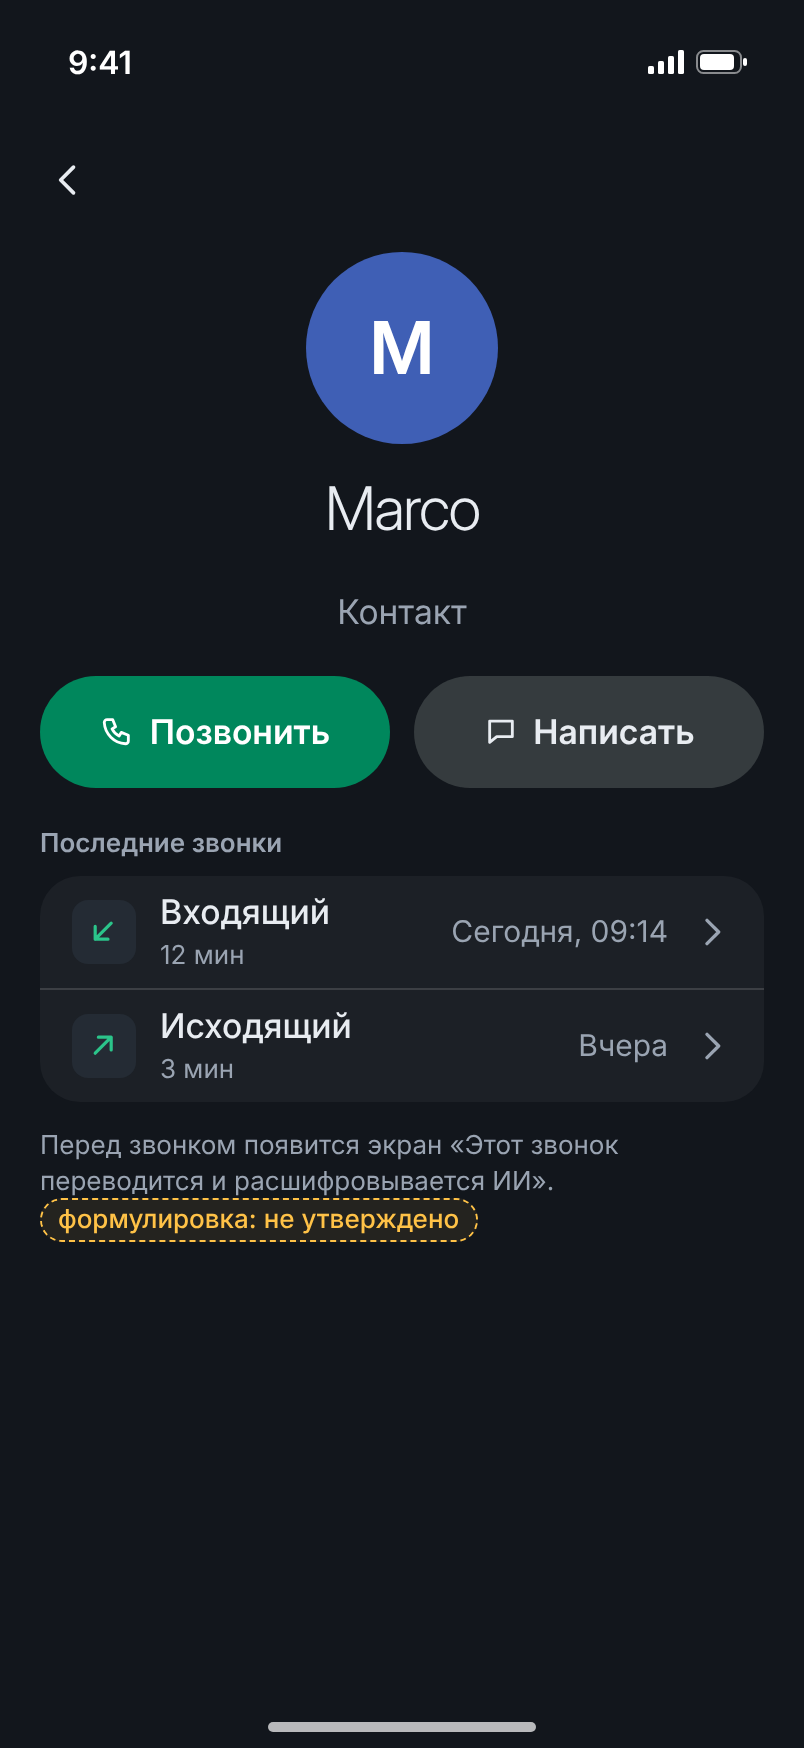 9:41
M
Marco
Контакт
Позвонить
Написать
Последние звонки
Входящий
12 мин
Сегодня, 09:14
Исходящий
3 мин
Вчера
Перед звонком появится экран «Этот звонок
переводится и расшифровывается ИИ».
формулировка: не утверждено